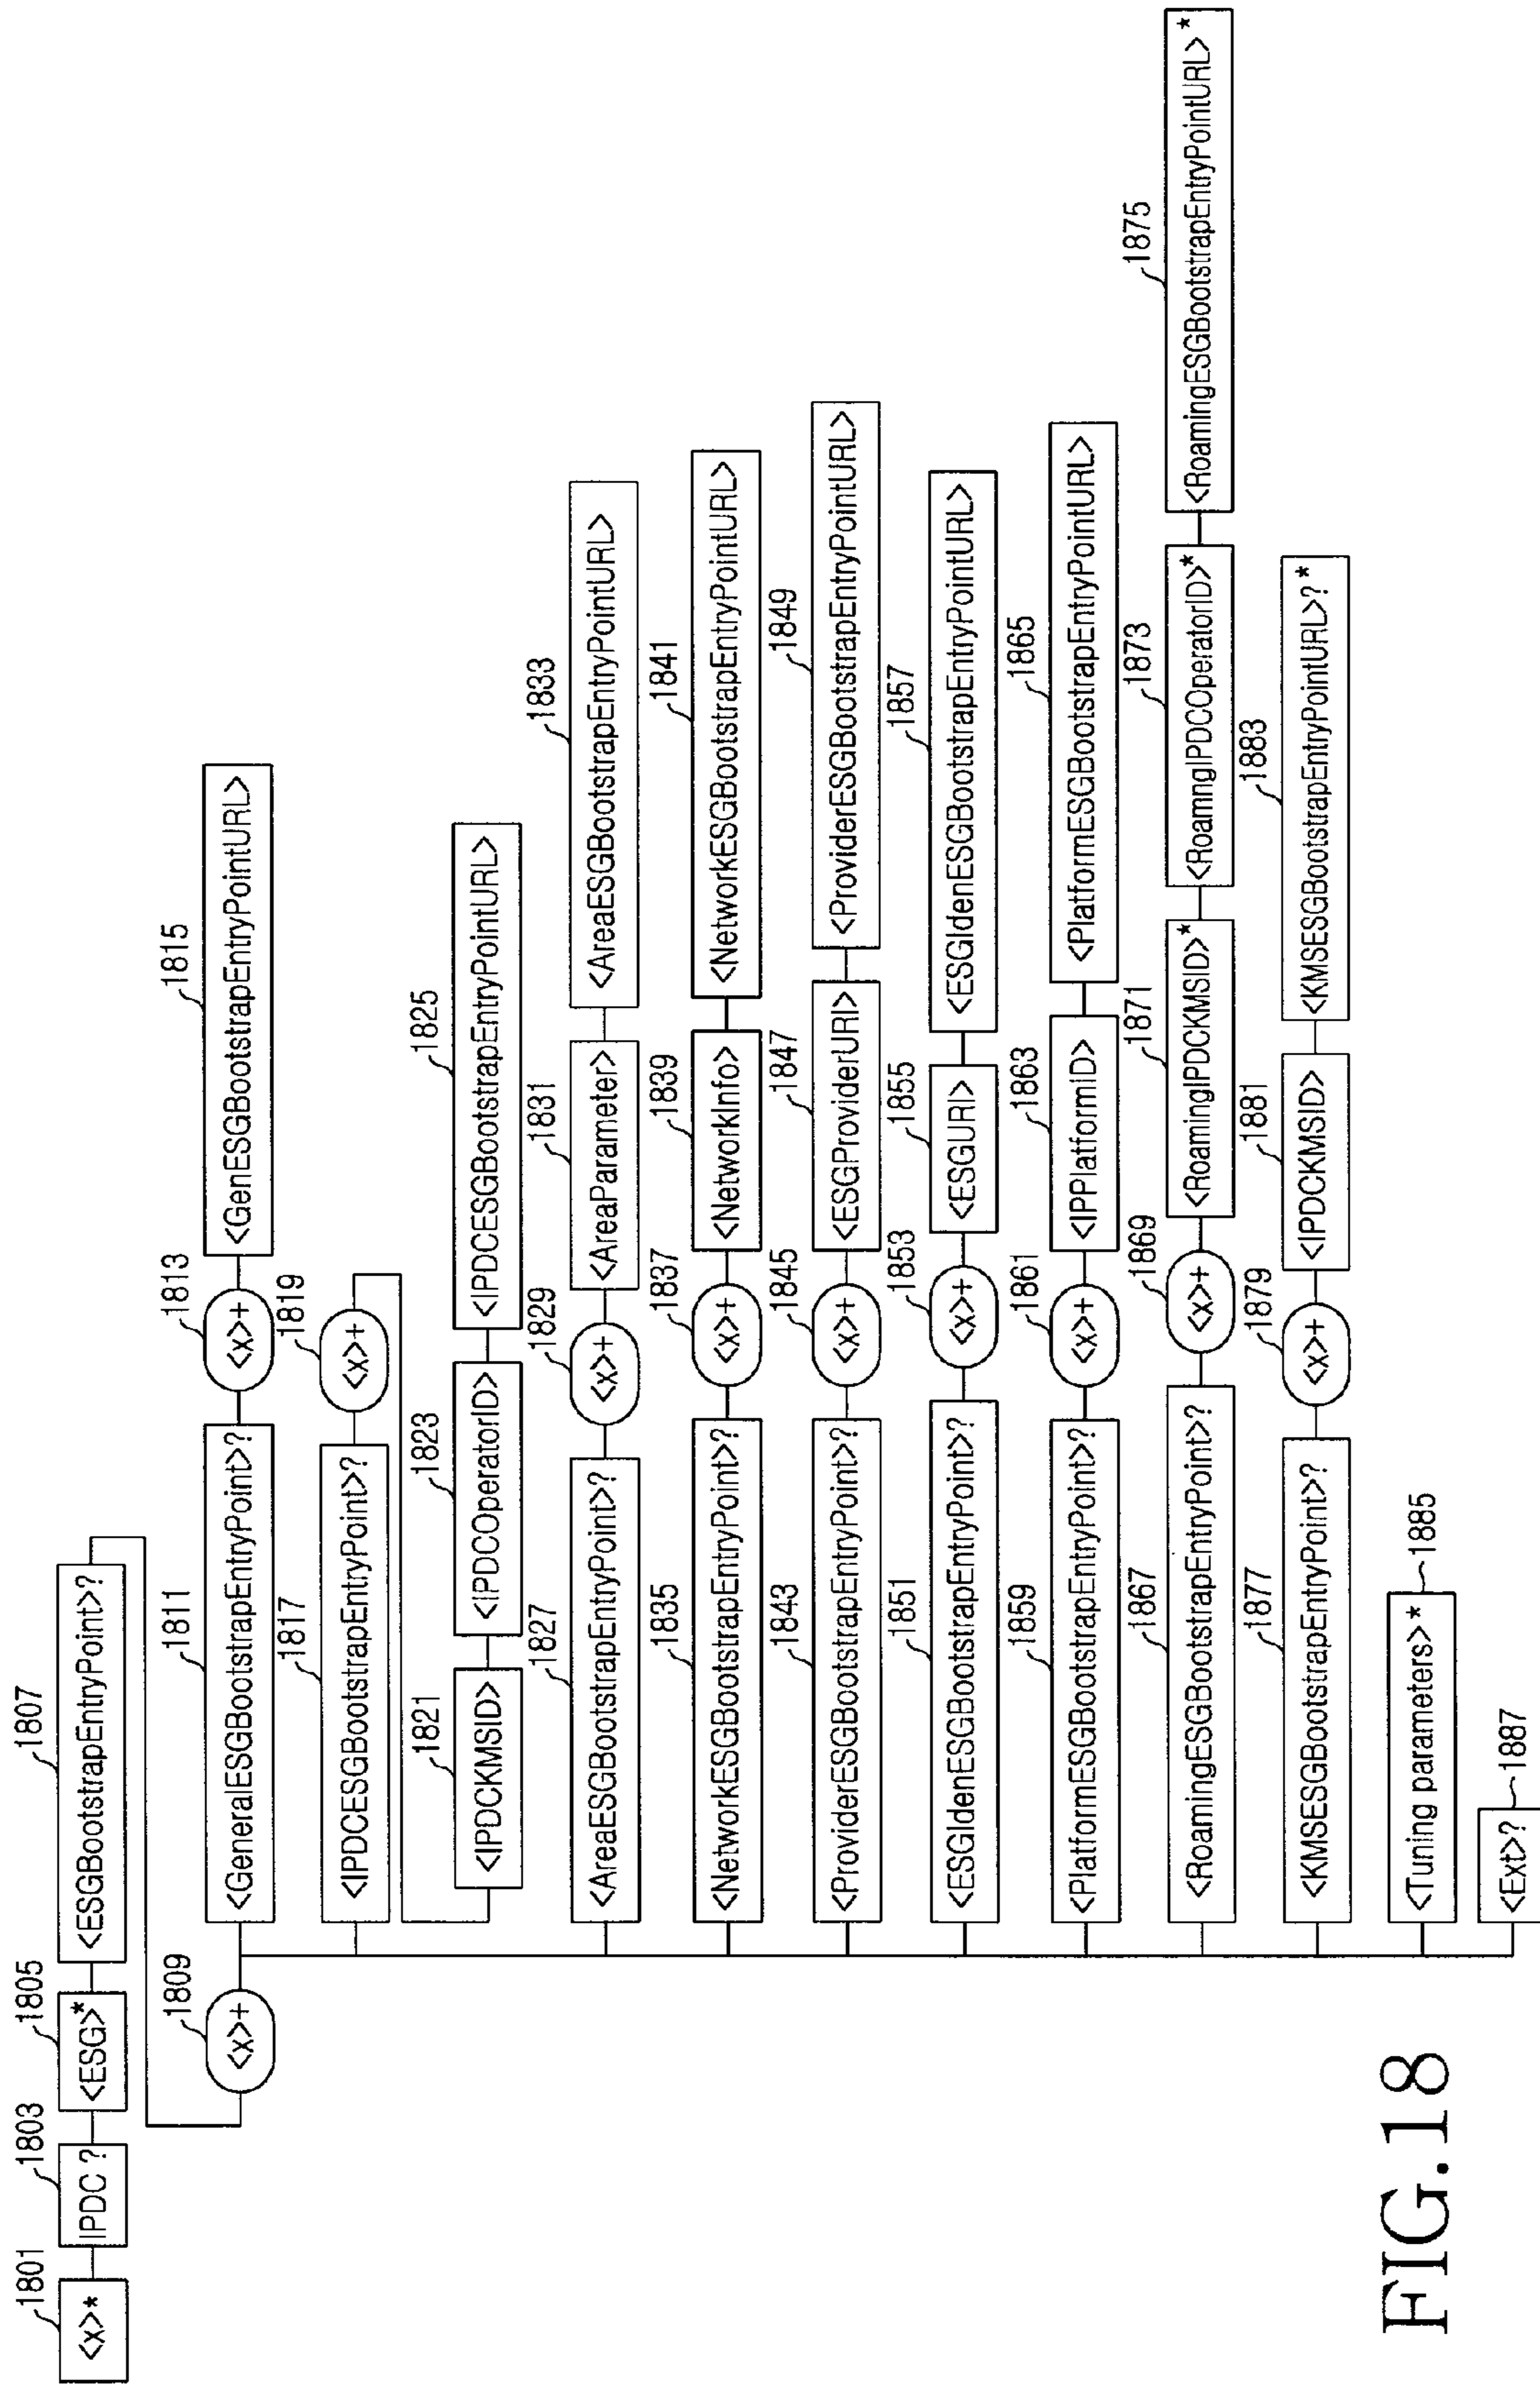 1801 1803 1805 1807
<x>* IPDC ? <ESG>* <ESGBootstrapEntryPoint>?
1809 1811 1813 1815
<x>+ <GeneralESGBootstrapEntryPoint>? <x>+ <GenESGBootstrapEntryPointURL>
1817 1819
<IPDCESGBootstrapEntryPoint>? <x>+
1821 1823 1825
<IPDCKMSID> <IPDCOperatorID> <IPDCESGBootstrapEntryPointURL>
1827 1829 1831 1833
<AreaESGBootstrapEntryPoint>? <x>+ <AreaParameter> <AreaESGBootstrapEntryPointURL>
1835 1837 1839 1841
<NetworkESGBootstrapEntryPoint>? <x>+ <NetworkInfo> <NetworkESGBootstrapEntryPointURL>
1843 1845 1847 1849
<ProviderESGBootstrapEntryPoint>? <x>+ <ESGProviderURI> <ProviderESGBootstrapEntryPointURL>
1851 1853 1855 1857
<ESGIdenESGBootstrapEntryPoint>? <x>+ <ESGURI> <ESGIdenESGBootstrapEntryPointURL>
1859 1861 1863 1865
<PlatformESGBootstrapEntryPoint>? <x>+ <IPPlatformID> <PlatformESGBootstrapEntryPointURL>
1867 1869 1871 1873 1875
<RoamingESGBootstrapEntryPoint>? <x>+ <RoamingIPDCKMSID>* <RoamngIPDCOperatorID>* <RoamingESGBootstrapEntryPointURL>*
1877 1879 1881 1883
<KMSESGBootstrapEntryPoint>? <x>+ <IPDCKMSID> <KMSESGBootstrapEntryPointURL>?*
<Tuning parameters>* 1885
<Ext>? 1887
FIG.18